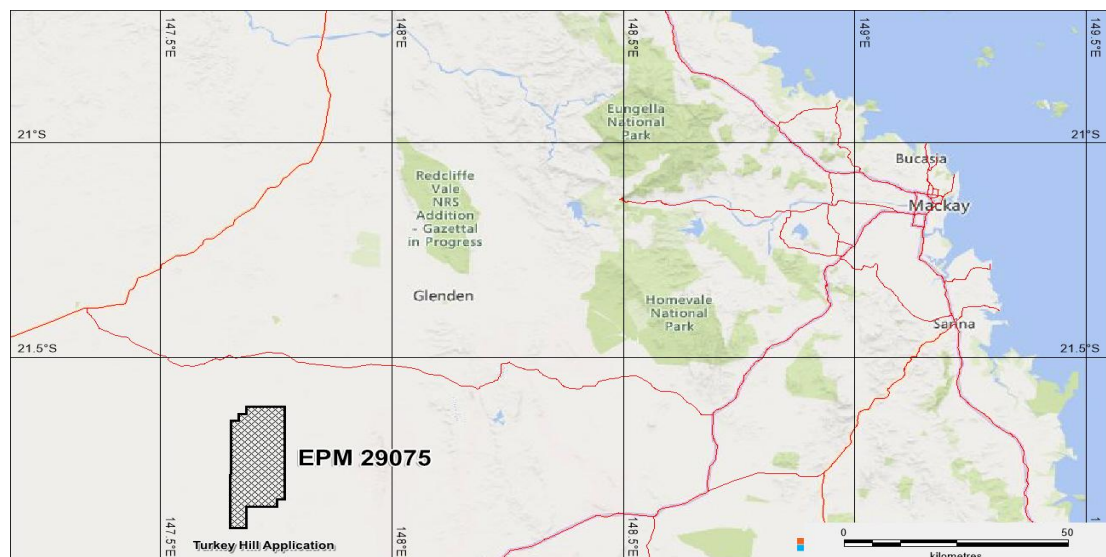 147.5°E
148°E
148.5°E
149°E
149.5°E
Eungella
National
Park
21°S
21°S
Bucasia
Redcliffe
Vale
NRS
Addition
- Gazettal
in Progress
Mackay
Glenden
Homevale
National
Park
Sarina
21.5°S
21.5°S
EPM 29075
147.5°E
148°E
148.5°E
Turkey Hill Application
0
50
kilometres